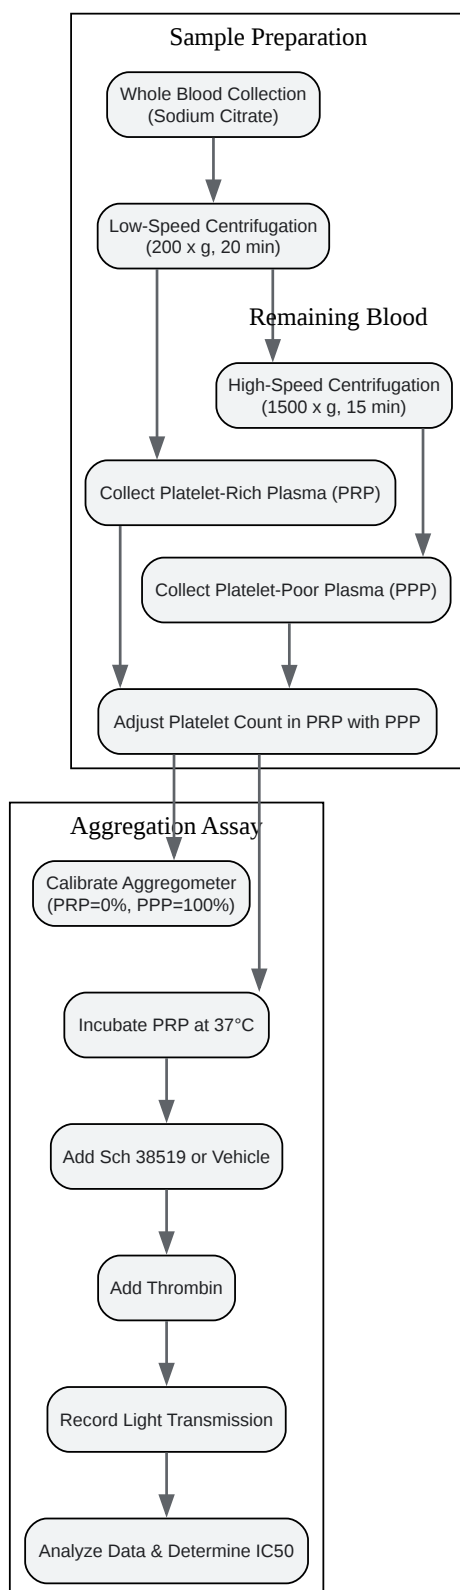 Sample Preparation
Whole Blood Collection
(Sodium Citrate)
Low-Speed Centrifugation
(200 x g, 20 min)
Remaining Blood
High-Speed Centrifugation
(1500 x g, 15 min)
Collect Platelet-Rich Plasma (PRP)
Collect Platelet-Poor Plasma (PPP)
Adjust Platelet Count in PRP with PPP
Aggregation Assay
Calibrate Aggregometer
(PRP=0%, PPP=100%)
Incubate PRP at 37°C
Add Sch 38519 or Vehicle
Add Thrombin
Record Light Transmission
Analyze Data & Determine IC50